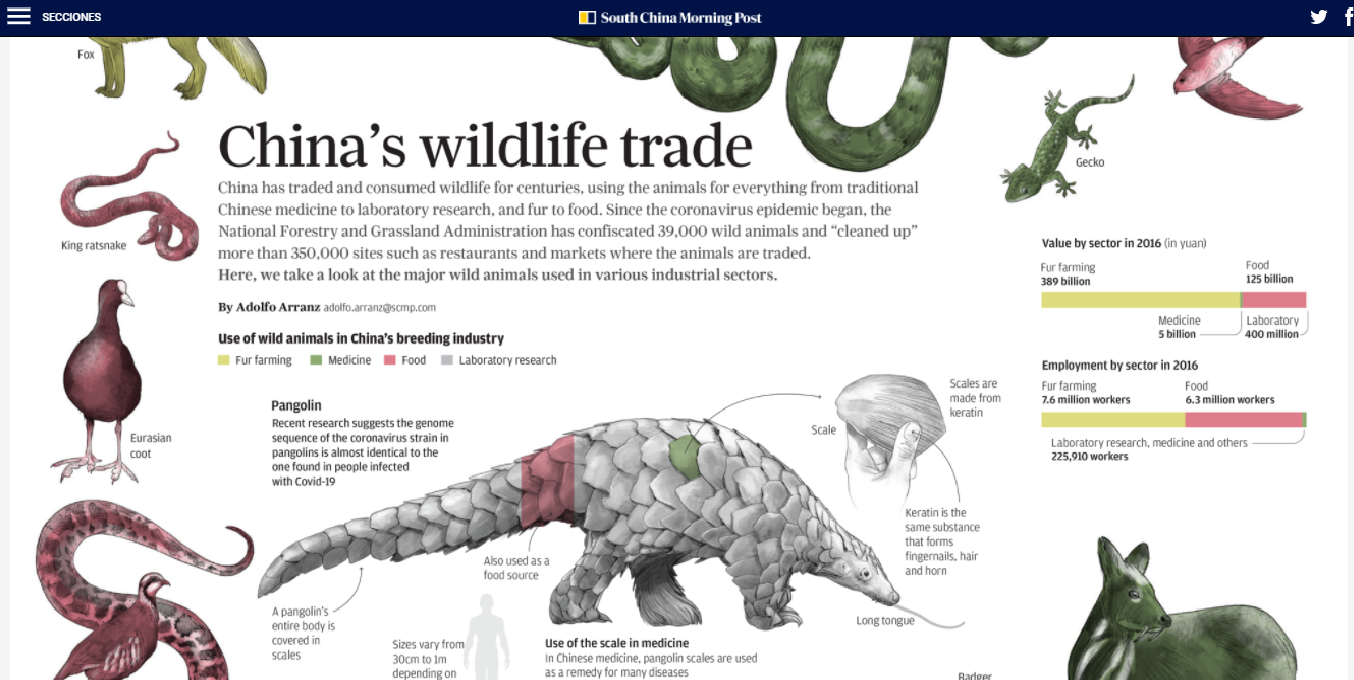 SECCIONES
South China Morning Post
Fox
China's wildlife trade
China has traded and consumed wildlife for centuries, using the animals for everything from traditional
Chinese medicine to laboratory research, and fur to food. Since the coronavirus epidemic began, the
National Forestry and Grassland Administration has confiscated 39,000 wild animals and “cleaned up”
more than 350,000 sites such as restaurants and markets where the animals are traded.
Here, we take a look at the major wild animals used in various industrial sectors.
By Adolfo Arranz adolfo.arranz@scmp.com
Use of wild animals in China's breeding industry
Fur farming Medicine Food Laboratory research
King ratsnake
Eurasian
coot
Gecko
Value by sector in 2016 (in yuan)
Fur farming
389 billion
Food
125 billion
Medicine
5 billion
Laboratory
400 million
Employment by sector in 2016
Fur farming
7.6 million workers
Food
6.3 million workers
Laboratory research, medicine and others
225,910 workers
Pangolin
Recent research suggests the genome
sequence of the coronavirus strain in
pangolins is almost identical to the
one found in people infected
with Covid-19
Scale
Scales are
made from
keratin
Keratin is the
same substance
that forms
fingernails, hair
and horn
Also used as a
food source
A pangolin's
entire body is
covered in
scales
Sizes vary from
30cm to 1m
depending on
Use of the scale in medicine
In Chinese medicine, pangolin scales are used
as a remedy for many diseases
Long tongue
Badger